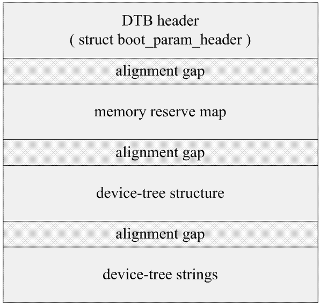 DTB header
( struct boot_param_header )
alignment gap
memory reserve map
alignment gap
device-tree structure
alignment gap
device-tree strings